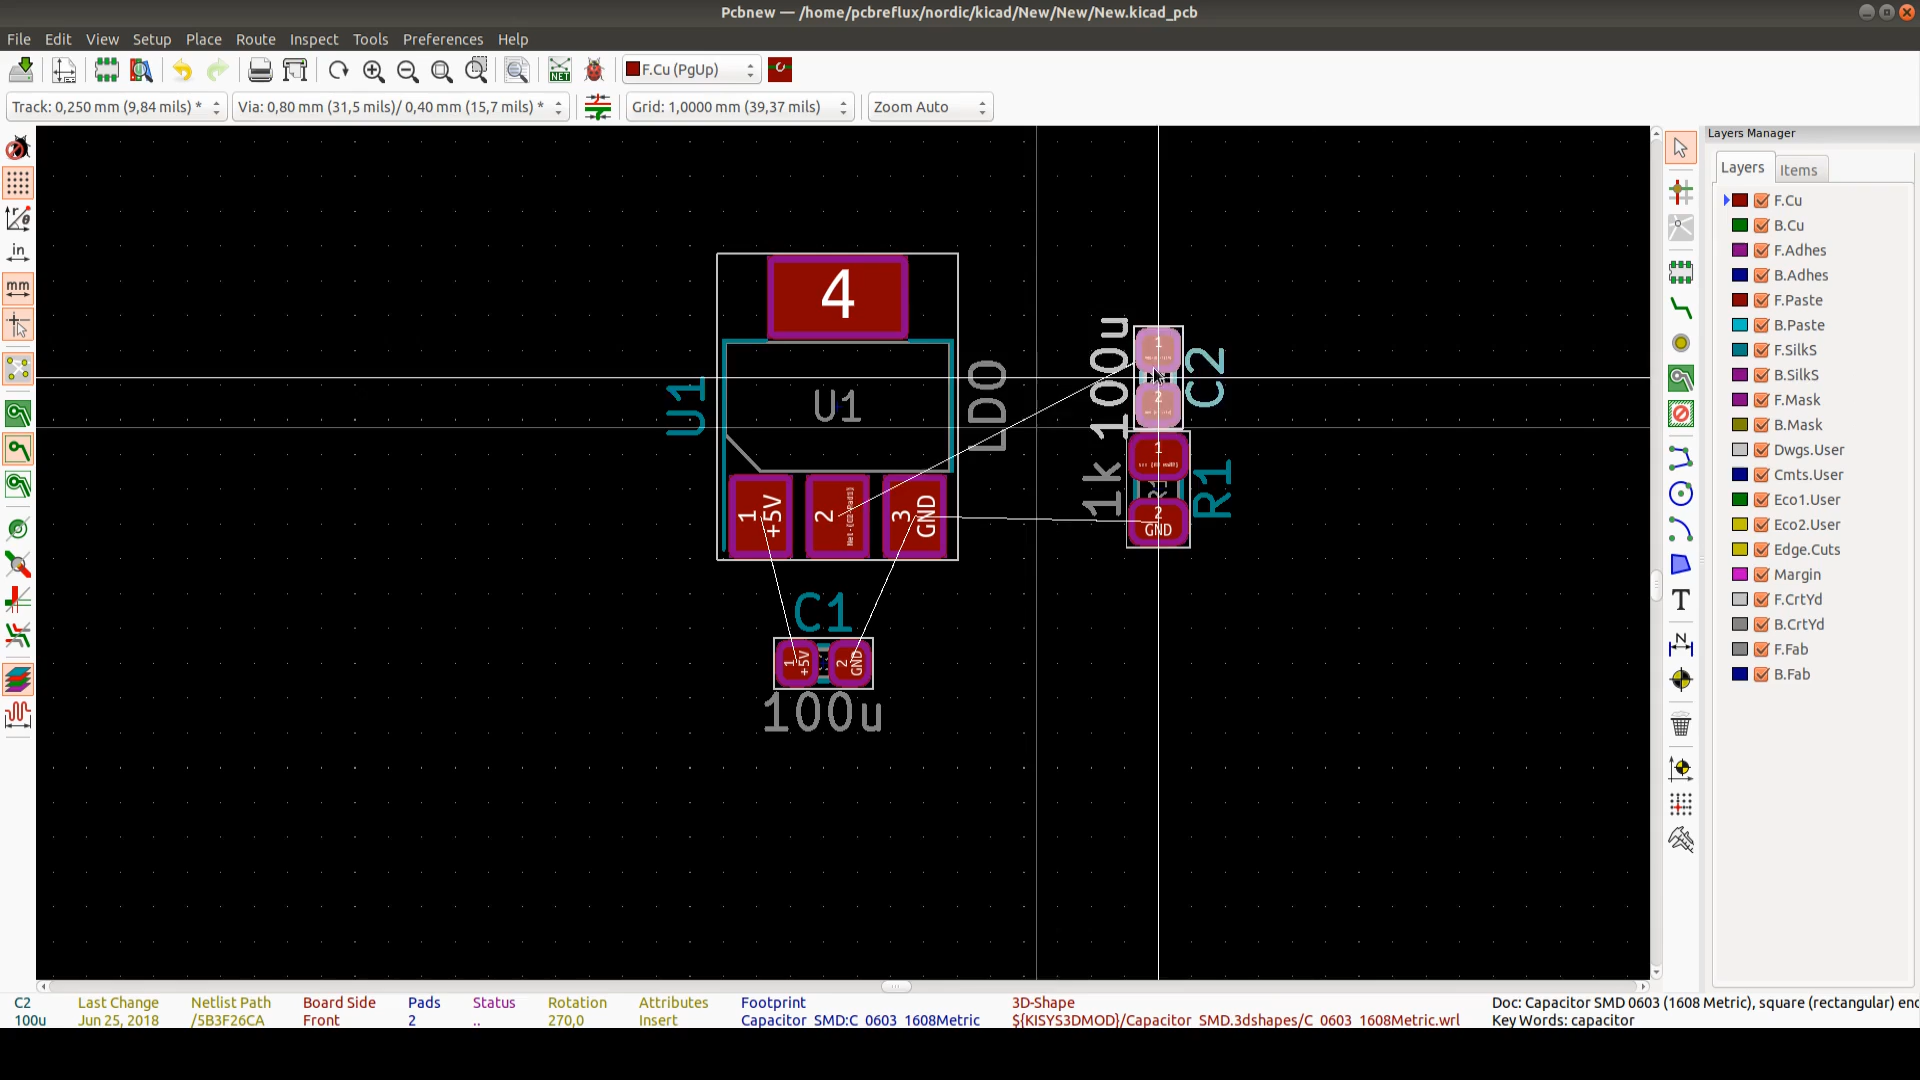 Pcbnew — /home/pcbreflux/nordic/kicad/New/New/New.kicad_pcb
File Edit View Setup Place Route Inspect Tools Preferences Help
NET F.Cu (PgUp)
Track: 0,250 mm (9,84 mils) * Via: 0,80 mm (31,5 mils)/ 0,40 mm (15,7 mils) * Grid: 1,0000 mm (39,37 mils) Zoom Auto
in
mm
Layers Manager
Layers Items
F.Cu
B.Cu
F.Adhes
B.Adhes
F.Paste
B.Paste
F.SilkS
B.SilkS
F.Mask
B.Mask
Dwgs.User
Cmts.User
Eco1.User
Eco2.User
Edge.Cuts
Margin
F.CrtYd
B.CrtYd
F.Fab
B.Fab
4
U1
U1
LDO
1 +5V
2
3 GND
C1
1 +5V
2 GND
100u
100u
1
2
C2
1k
1
R1
2
GND
R1
T
N
C2 Last Change Netlist Path Board Side Pads Status Rotation Attributes Footprint 3D-Shape Doc: Capacitor SMD 0603 (1608 Metric), square (rectangular) enc
100u Jun 25, 2018 /5B3F26CA Front 2 .. 270,0 Insert Capacitor_SMD:C_0603_1608Metric ${KISYS3DMOD}/Capacitor_SMD.3dshapes/C_0603_1608Metric.wrl Key Words: capacitor